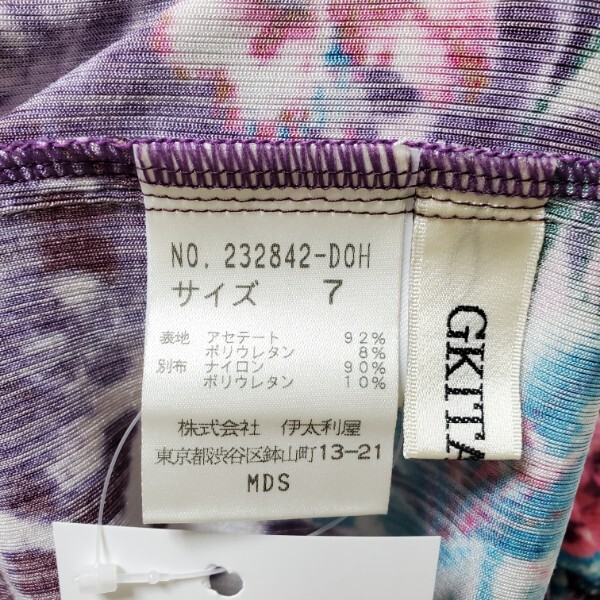 NO. 232842-DOH
サイズ 7
表地 アセテート 92%
ポリウレタン 8%
別布 ナイロン 90%
ポリウレタン 10%
株式会社 伊太利屋
東京都渋谷区鉢山町13-21
MDS
GKITA